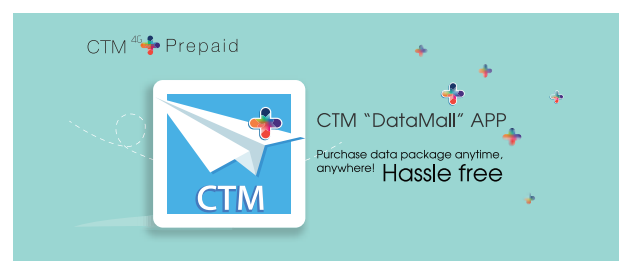 CTM 4G+ Prepaid
CTM
CTM “DataMall” APP
Purchase data package anytime,
anywhere! Hassle free